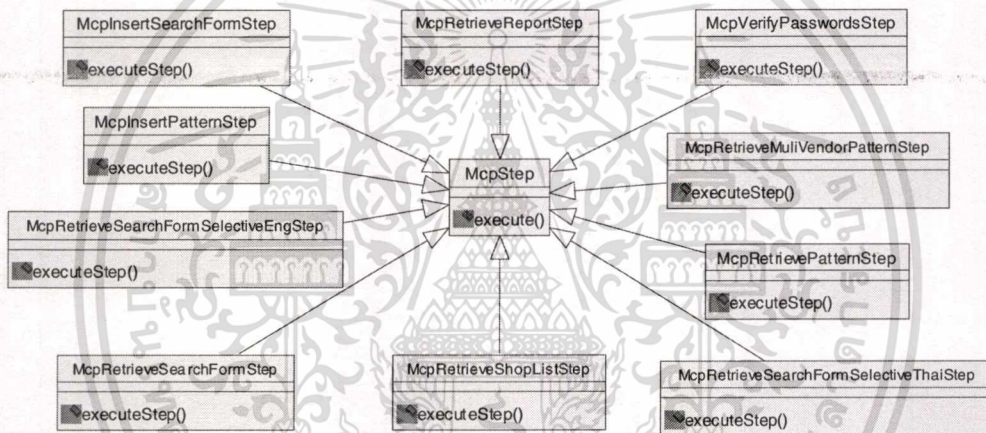 McpInsertSearchFormStep
executeStep()
McpRetrieveReportStep
executeStep()
McpVerifyPasswordsStep
executeStep()
McpInsertPatternStep
executeStep()
McpStep
execute()
McpRetrieveMuliVendorPatternStep
executeStep()
McpRetrieveSearchFormSelectiveEngStep
executeStep()
McpRetrievePatternStep
executeStep()
McpRetrieveSearchFormStep
executeStep()
McpRetrieveShopListStep
executeStep()
McpRetrieveSearchFormSelectiveThaiStep
executeStep()